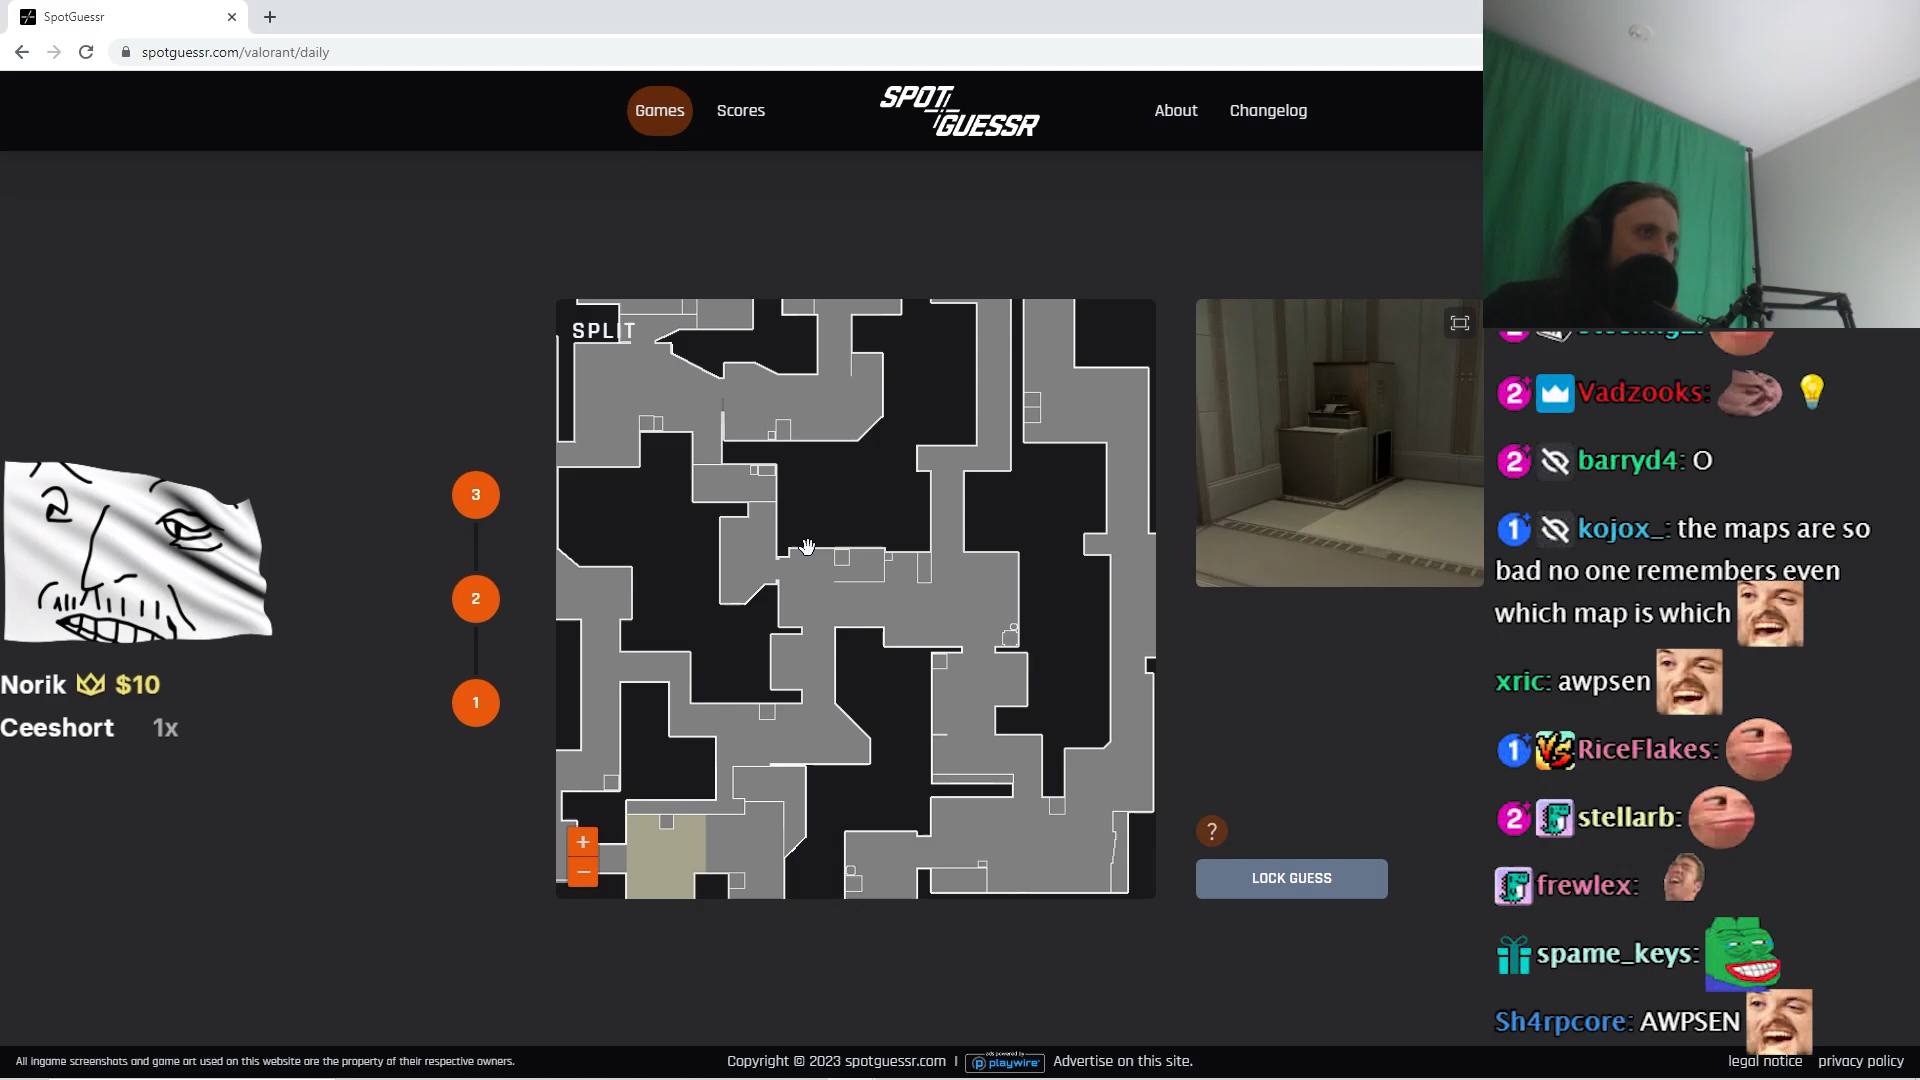 SpotGuessr
spotguessr.com/valorant/daily
Games
Scores
SPOT
GUESSR
About
Changelog
SPLIT
3
2
1
Norik $10
Ceeshort 1x
+
−
?
LOCK GUESS
2 Vadzooks:
2 barryd4: O
1 kojox_: the maps are so
bad no one remembers even
which map is which
xric: awpsen
1 RiceFlakes:
2 stellarb:
frewlex:
spame_keys:
Sh4rpcore: AWPSEN
All ingame screenshots and game art used on this website are the property of their respective owners.
Copyright © 2023 spotguessr.com | ads powered by playwire Advertise on this site.
legal notice privacy policy